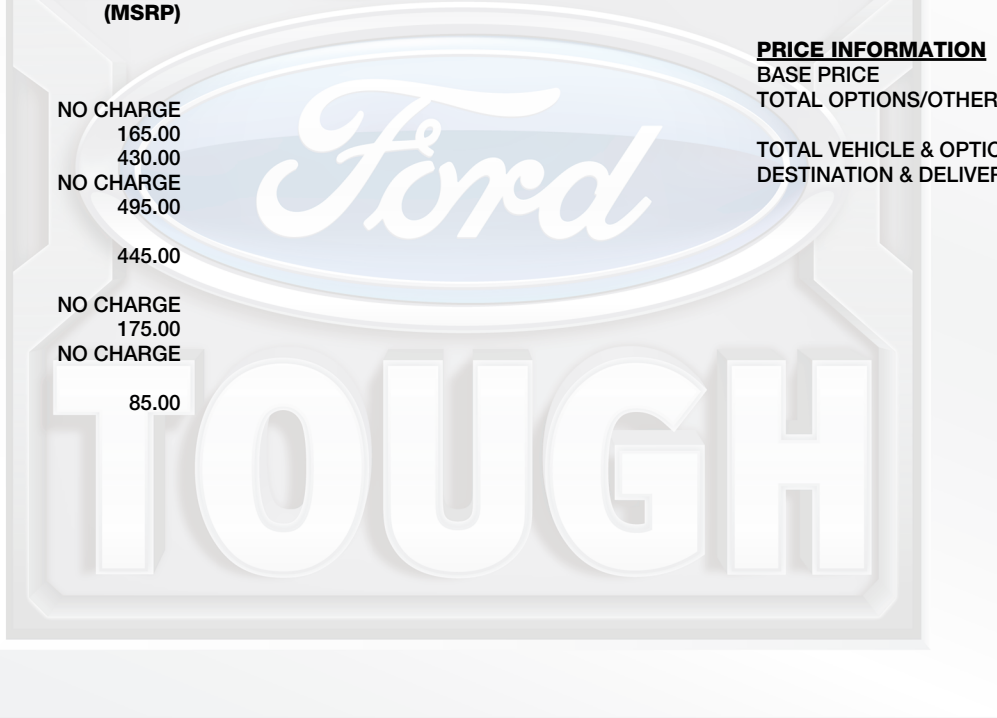 (MSRP)
NO CHARGE
165.00
430.00
NO CHARGE
495.00
445.00
NO CHARGE
175.00
NO CHARGE
85.00
PRICE INFORMATION
BASE PRICE
TOTAL OPTIONS/OTHER
TOTAL VEHICLE & OPTIO
DESTINATION & DELIVER
Ford
TOUGH